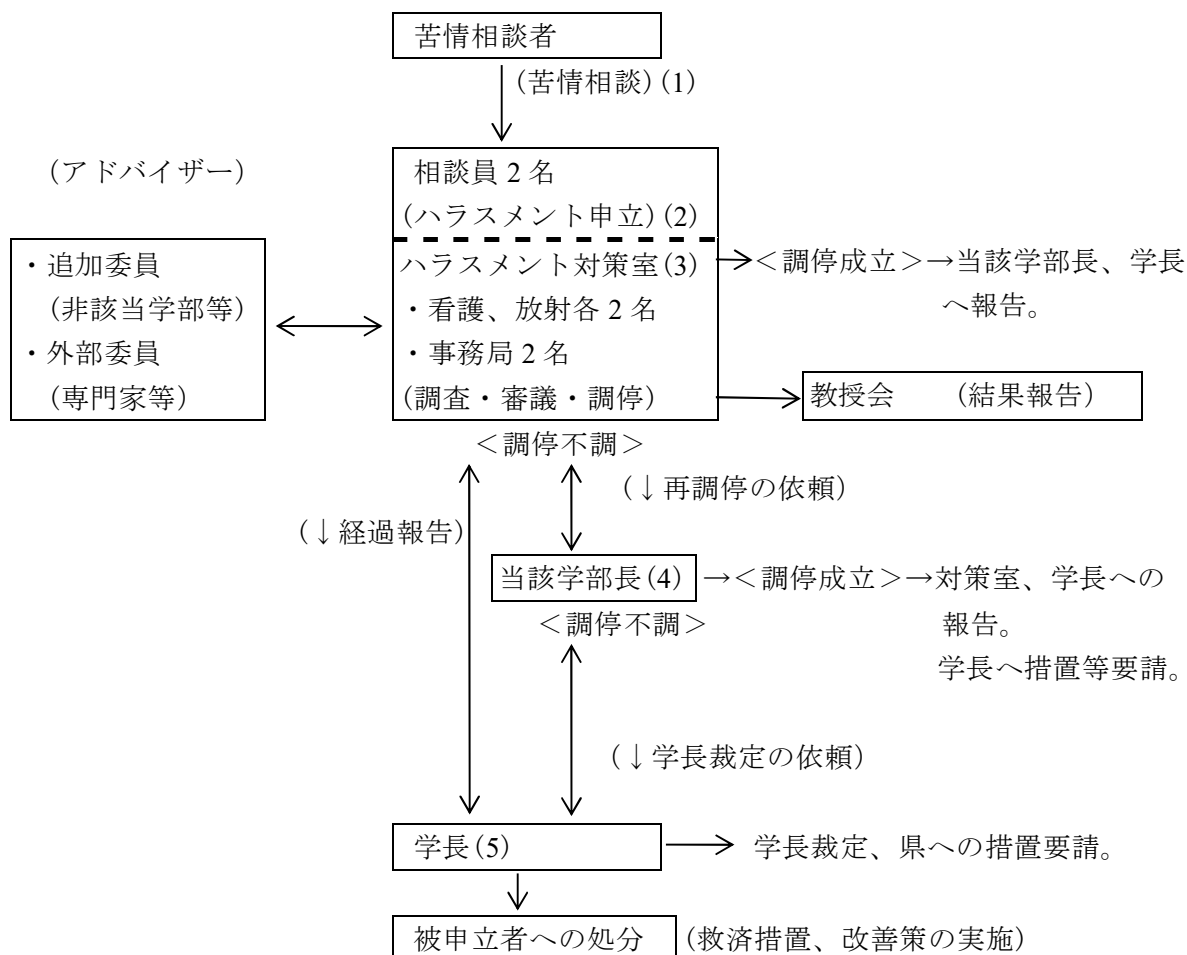 苦情相談者
(苦情相談)(1)
(アドバイザー)
相談員 2 名
(ハラスメント申立)(2)
・追加委員
(非該当学部等)
・外部委員
(専門家等)
ハラスメント対策室(3)
・看護、放射各 2 名
・事務局 2 名
(調査・審議・調停)
＜調停成立＞→当該学部長、学長
へ報告。
教授会　　(結果報告)
＜調停不調＞
(↓再調停の依頼)
(↓経過報告)
当該学部長(4)
→＜調停成立＞→対策室、学長への
報告。
学長へ措置等要請。
＜調停不調＞
(↓学長裁定の依頼)
学長(5)
学長裁定、県への措置要請。
被申立者への処分
(救済措置、改善策の実施)